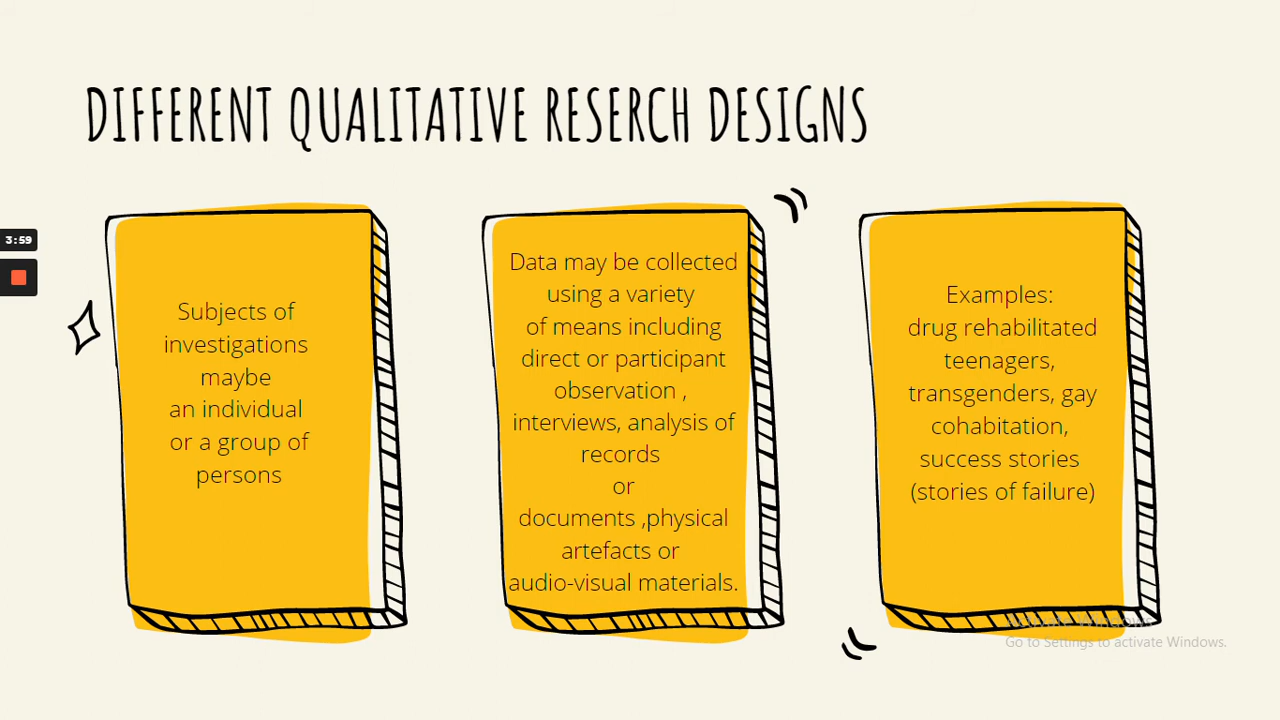 DIFFERENT QUALITATIVE RESERCH DESIGNS
3:59
Subjects of
investigations
maybe
an individual
or a group of
persons
Data may be collected
using a variety
of means including
direct or participant
observation ,
interviews, analysis of
records
or
documents ,physical
artefacts or
audio-visual materials.
Examples:
drug rehabilitated
teenagers,
transgenders, gay
cohabitation,
success stories
(stories of failure)
Activate Windows
Go to Settings to activate Windows.